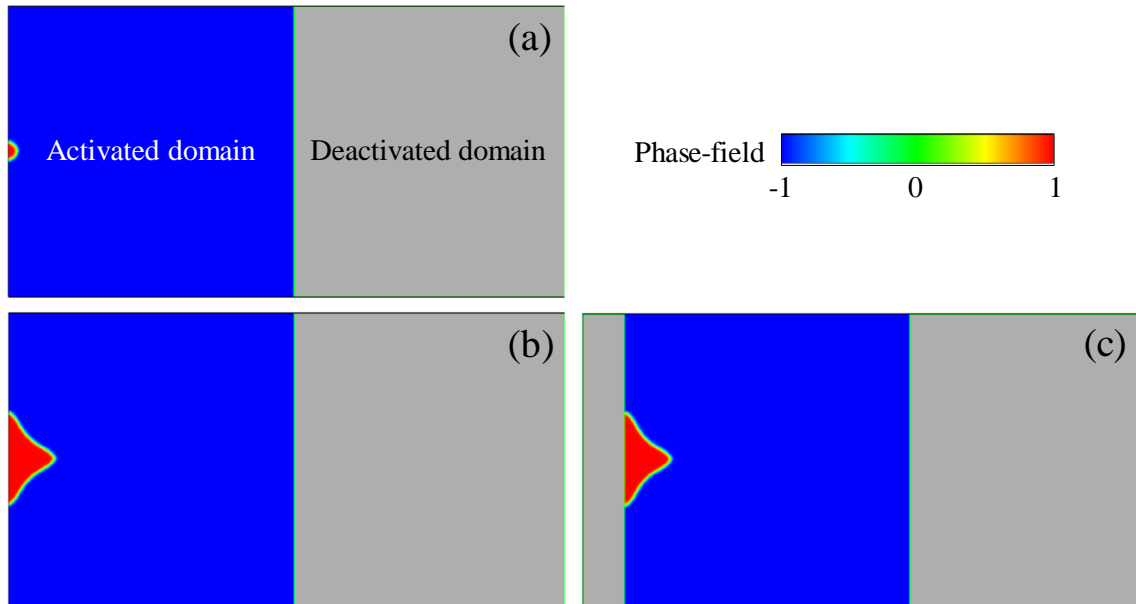 (a)
Activated domain
Deactivated domain
Phase-field
-1 0 1
(b)
(c)